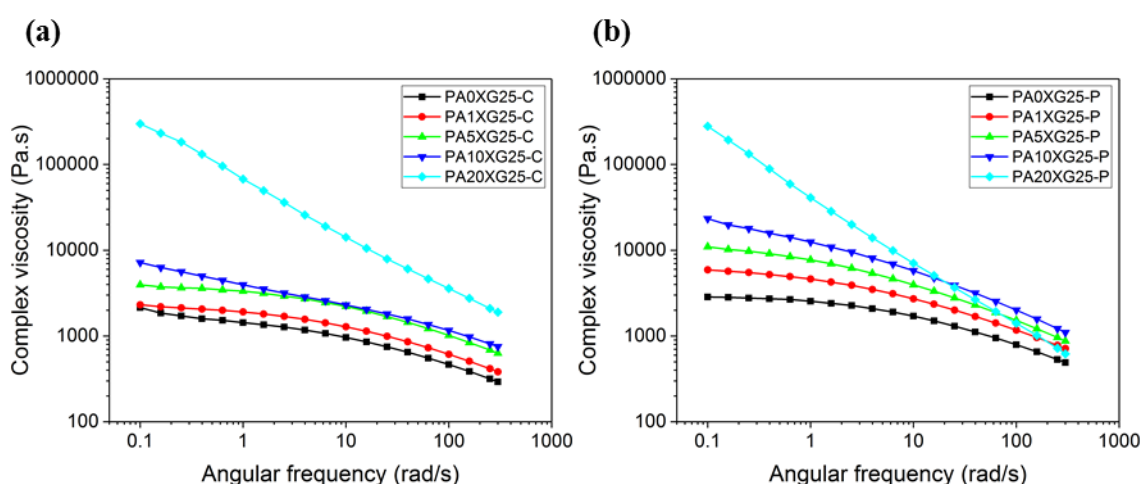 (a)
1000000
100000
10000
1000
100
Complex viscosity (Pa.s)
0.1
1
10
100
1000
Angular frequency (rad/s)
PA0XG25-C
PA1XG25-C
PA5XG25-C
PA10XG25-C
PA20XG25-C
(b)
1000000
100000
10000
1000
100
Complex viscosity (Pa.s)
0.1
1
10
100
1000
Angular frequency (rad/s)
PA0XG25-P
PA1XG25-P
PA5XG25-P
PA10XG25-P
PA20XG25-P